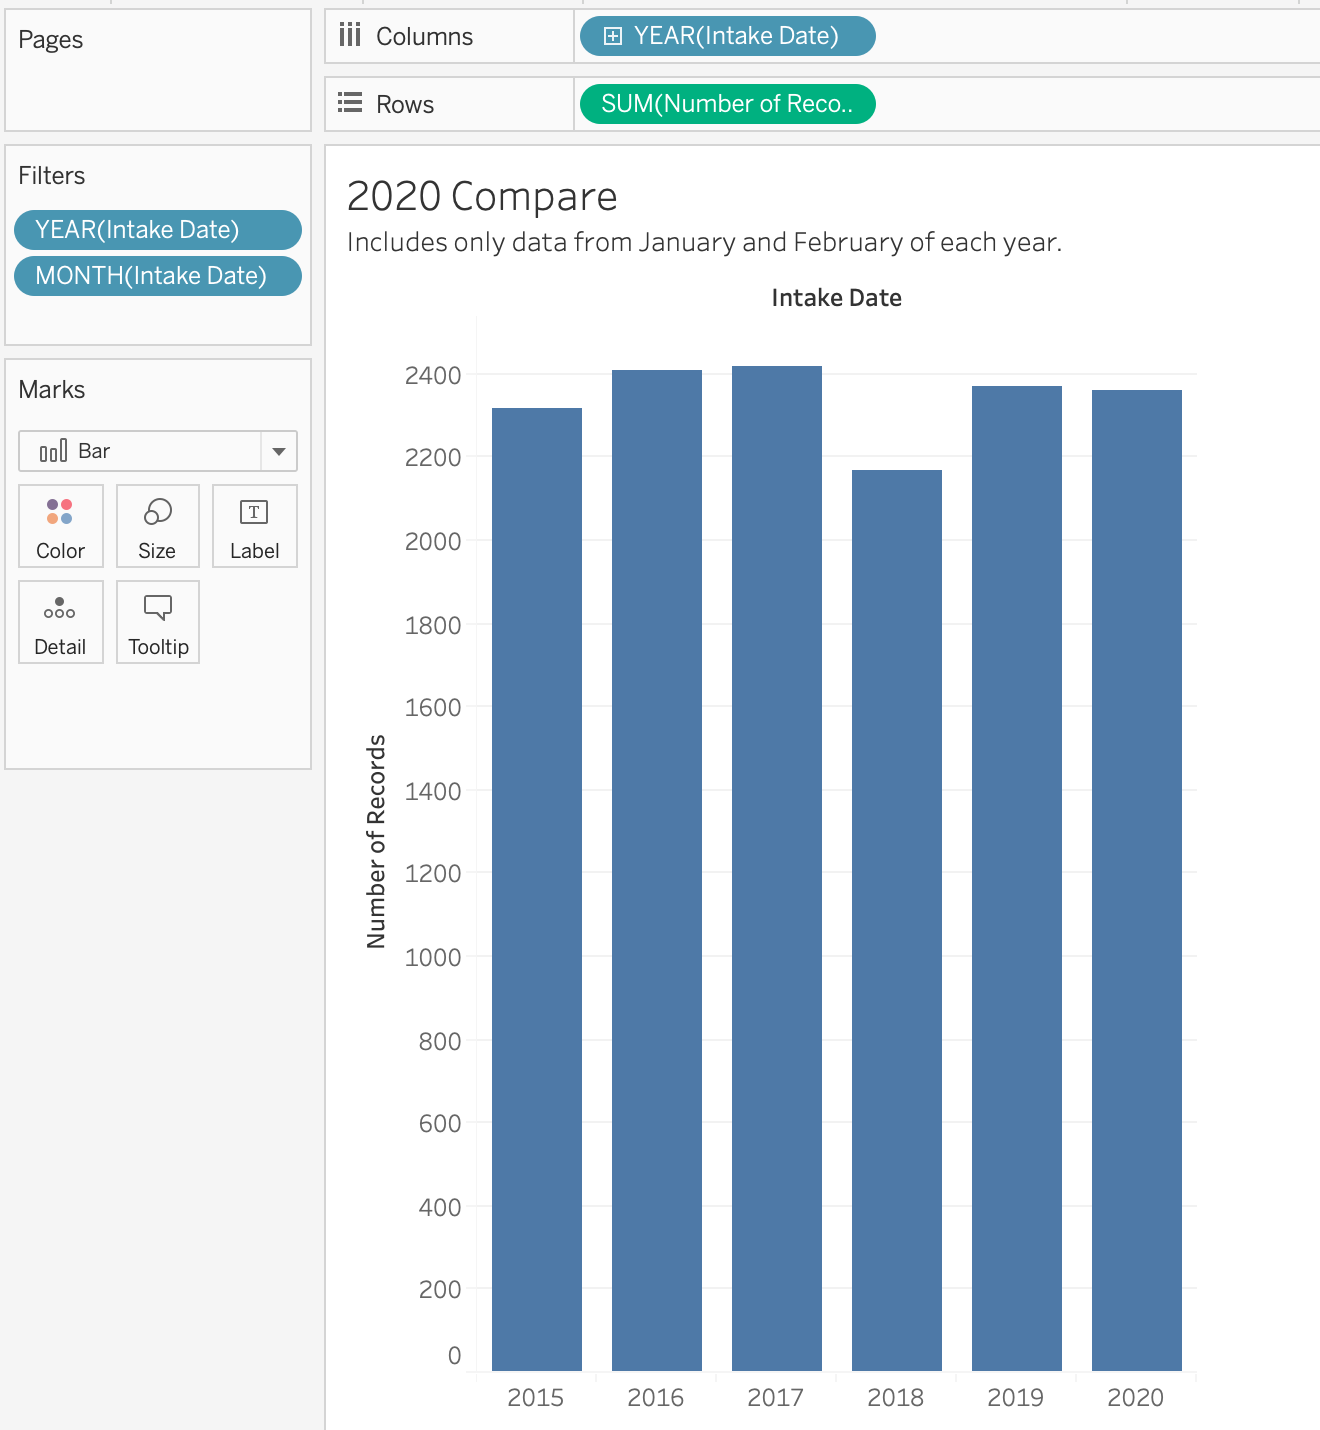 Pages
Columns
YEAR(Intake Date)
Rows
SUM(Number of Reco..
Filters
YEAR(Intake Date)
MONTH(Intake Date)
Marks
Bar
Color
Size
T
Label
Detail
Tooltip
2020 Compare
Includes only data from January and February of each year.
Intake Date
Number of Records
2400
2200
2000
1800
1600
1400
1200
1000
800
600
400
200
0
2015 2016 2017 2018 2019 2020